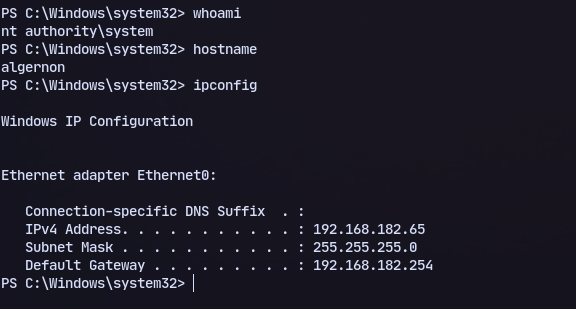 PS C:\Windows\system32> whoami
nt authority\system
PS C:\Windows\system32> hostname
algernon
PS C:\Windows\system32> ipconfig
Windows IP Configuration
Ethernet adapter Ethernet0:
   Connection-specific DNS Suffix  . :
   IPv4 Address. . . . . . . . . . . : 192.168.182.65
   Subnet Mask . . . . . . . . . . . : 255.255.255.0
   Default Gateway . . . . . . . . . : 192.168.182.254
PS C:\Windows\system32>